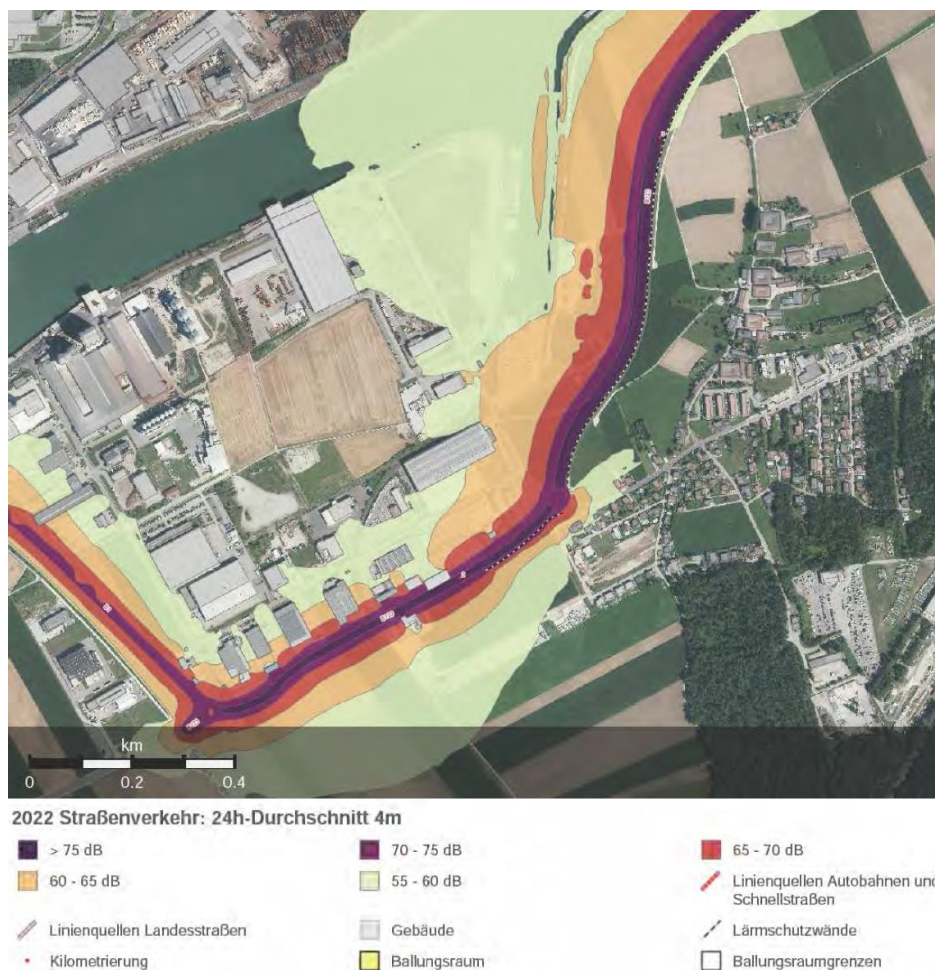 km
0 0.2 0.4
2022 Straßenverkehr: 24h-Durchschnitt 4m
> 75 dB 70 - 75 dB 65 - 70 dB
60 - 65 dB 55 - 60 dB Linienquellen Autobahnen und
Schnellstraßen
Linienquellen Landesstraßen Gebäude Lärmschutzwände
Kilometrierung Ballungsraum Ballungsraumgrenzen